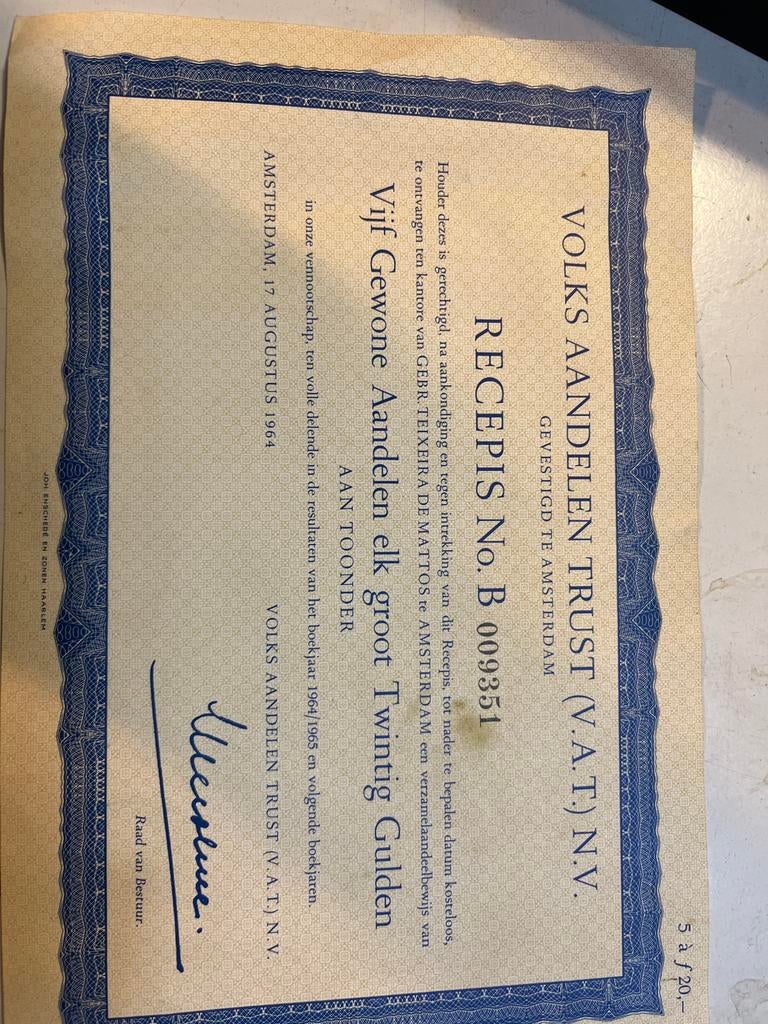 5 à ƒ 20,—
VOLKS AANDELEN TRUST (V.A.T.) N.V.
GEVESTIGD TE AMSTERDAM
RECEPIS No. B 009351
Houder dezes is gerechtigd, na aankondiging en tegen intrekking van dit Recepis, tot nader te bepalen datum kosteloos,
te ontvangen ten kantore van GEBR. TEIXEIRA DE MATTOS te AMSTERDAM een verzamelaandeelbewijs van
Vijf Gewone Aandelen elk groot Twintig Gulden
AAN TOONDER
in onze vennootschap, ten volle delende in de resultaten van het boekjaar 1964/1965 en volgende boekjaren.
AMSTERDAM, 17 AUGUSTUS 1964
VOLKS AANDELEN TRUST (V.A.T.) N.V.
Raad van Bestuur.
JOH. ENSCHEDÉ EN ZONEN HAARLEM